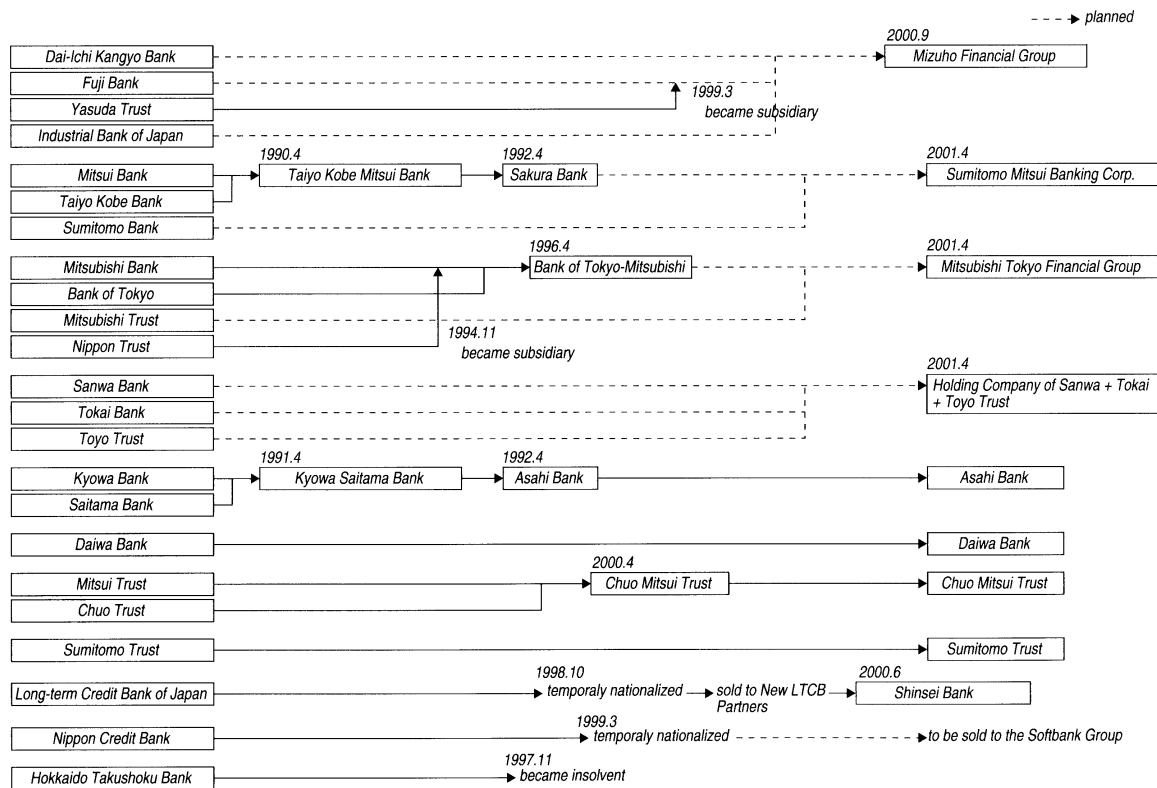 planned
2000.9
Dai-Ichi Kangyo Bank
Mizuho Financial Group
Fuji Bank
1999.3
became subsidiary
Yasuda Trust
Industrial Bank of Japan
1990.4
1992.4
2001.4
Mitsui Bank
Taiyo Kobe Mitsui Bank
Sakura Bank
Sumitomo Mitsui Banking Corp.
Taiyo Kobe Bank
Sumitomo Bank
1996.4
2001.4
Mitsubishi Bank
Bank of Tokyo-Mitsubishi
Mitsubishi Tokyo Financial Group
Bank of Tokyo
Mitsubishi Trust
1994.11
became subsidiary
Nippon Trust
2001.4
Sanwa Bank
Holding Company of Sanwa + Tokai
+ Toyo Trust
Tokai Bank
Toyo Trust
1991.4
1992.4
Kyowa Bank
Kyowa Saitama Bank
Asahi Bank
Asahi Bank
Saitama Bank
Daiwa Bank
Daiwa Bank
2000.4
Mitsui Trust
Chuo Mitsui Trust
Chuo Mitsui Trust
Chuo Trust
Sumitomo Trust
Sumitomo Trust
1998.10
2000.6
Long-term Credit Bank of Japan
temporaly nationalized
sold to New LTCB
Partners
Shinsei Bank
1999.3
Nippon Credit Bank
temporaly nationalized
to be sold to the Softbank Group
1997.11
Hokkaido Takushoku Bank
became insolvent